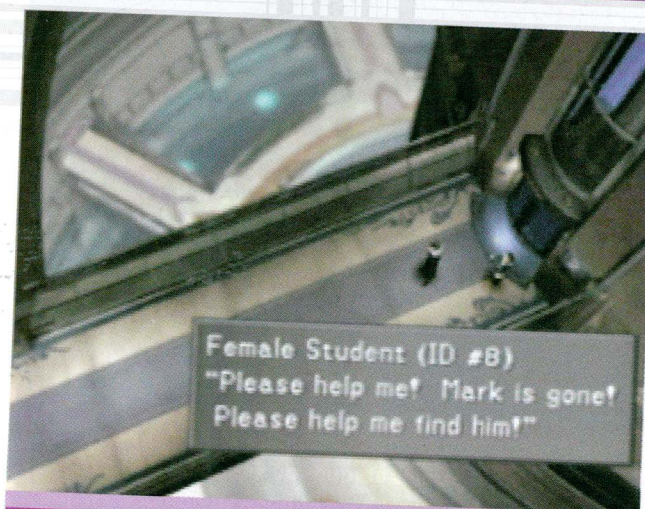 Female Student (ID #8)
"Please help me! Mark is gone!
Please help me find him!"